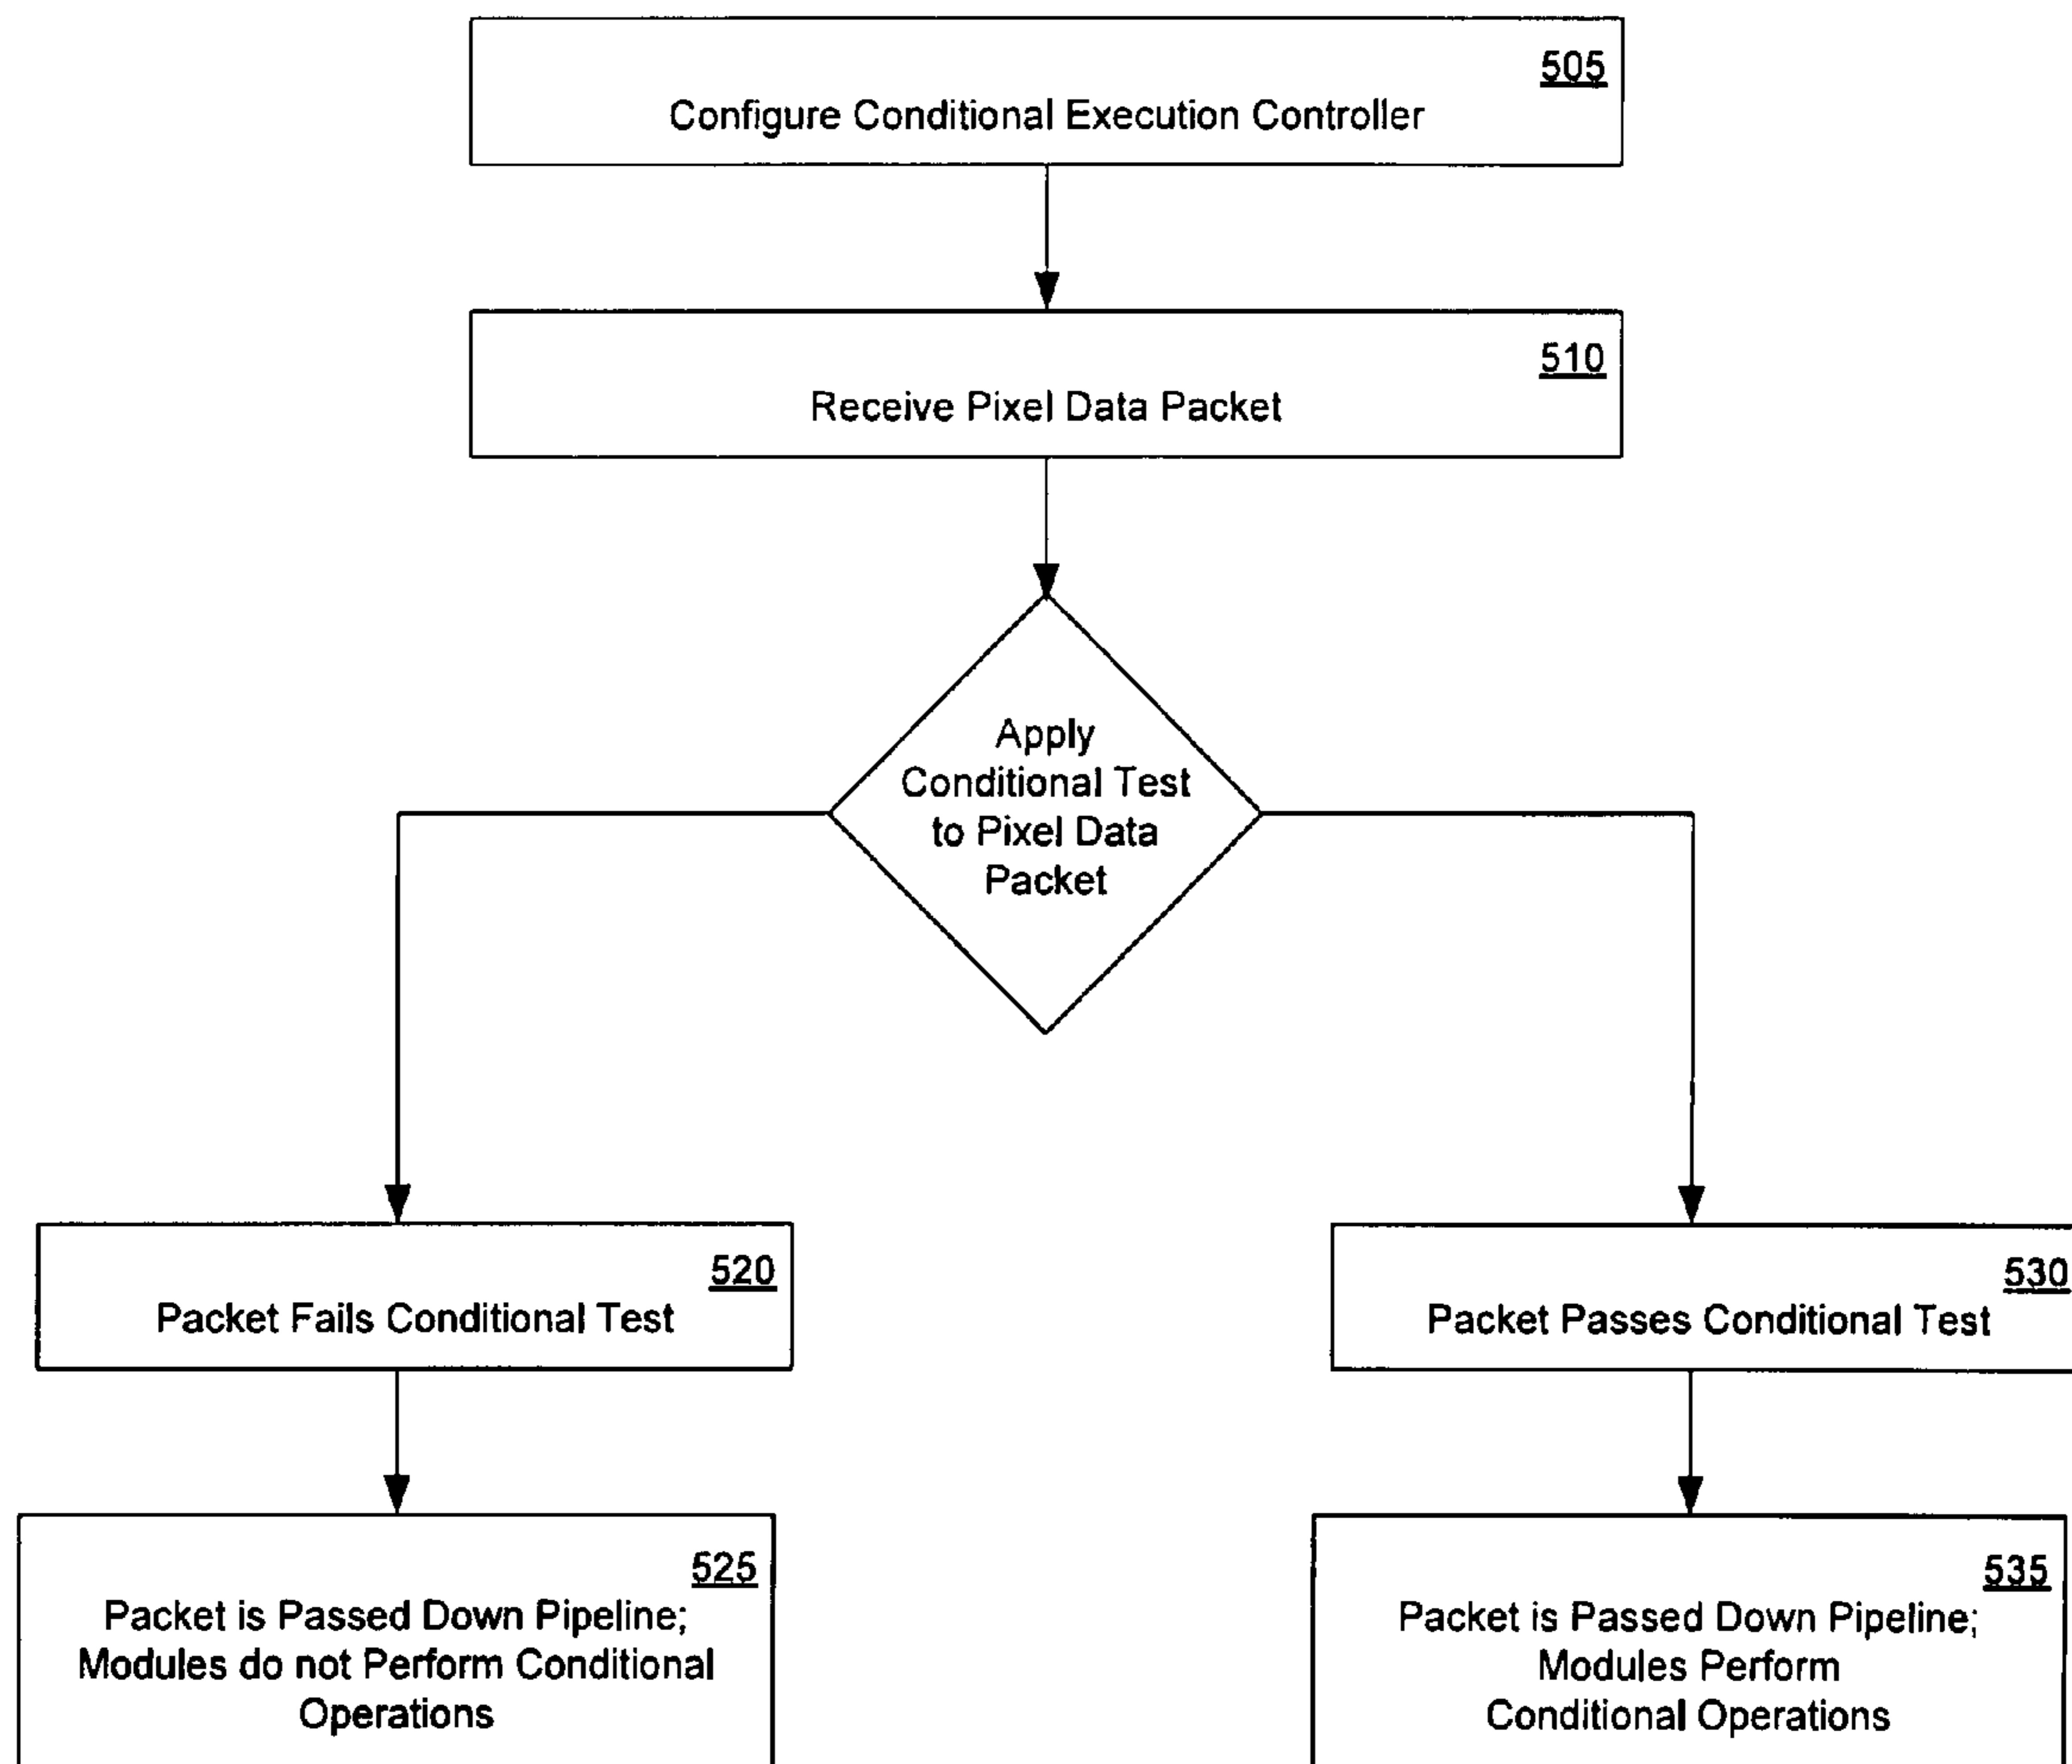 505
Configure Conditional Execution Controller
510
Receive Pixel Data Packet
Apply
Conditional Test
to Pixel Data
Packet
520
Packet Fails Conditional Test
530
Packet Passes Conditional Test
525
Packet is Passed Down Pipeline;
Modules do not Perform Conditional
Operations
535
Packet is Passed Down Pipeline;
Modules Perform
Conditional Operations